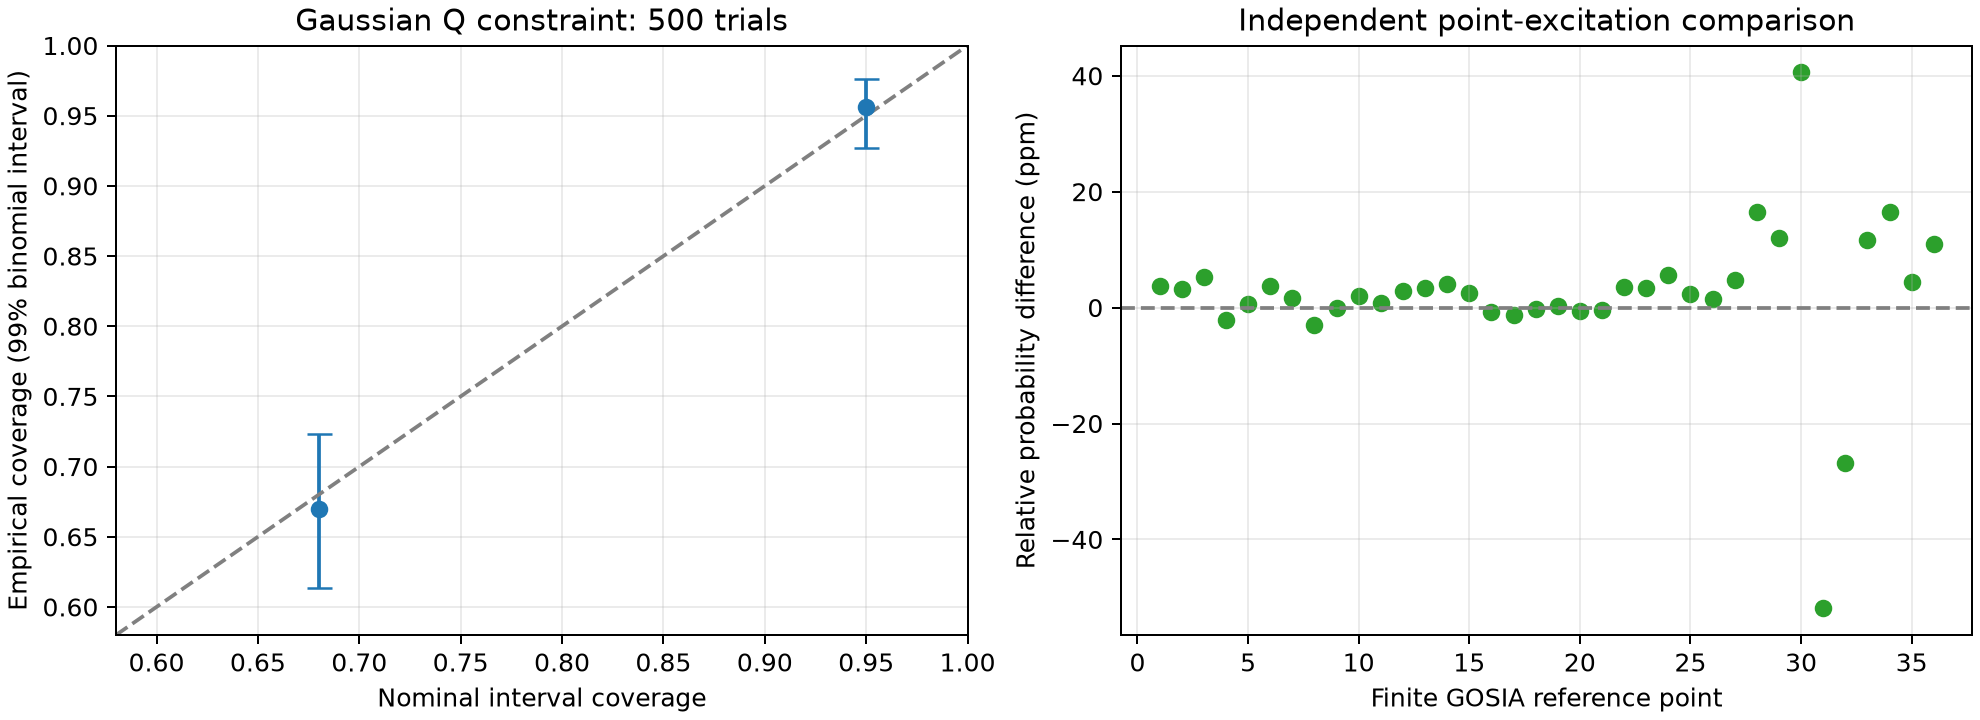 Gaussian Q constraint: 500 trials
Empirical coverage (99% binomial interval)
1.00
0.95
0.90
0.85
0.80
0.75
0.70
0.65
0.60
0.60 0.65 0.70 0.75 0.80 0.85 0.90 0.95 1.00
Nominal interval coverage
Independent point-excitation comparison
Relative probability difference (ppm)
40
20
0
−20
−40
0 5 10 15 20 25 30 35
Finite GOSIA reference point